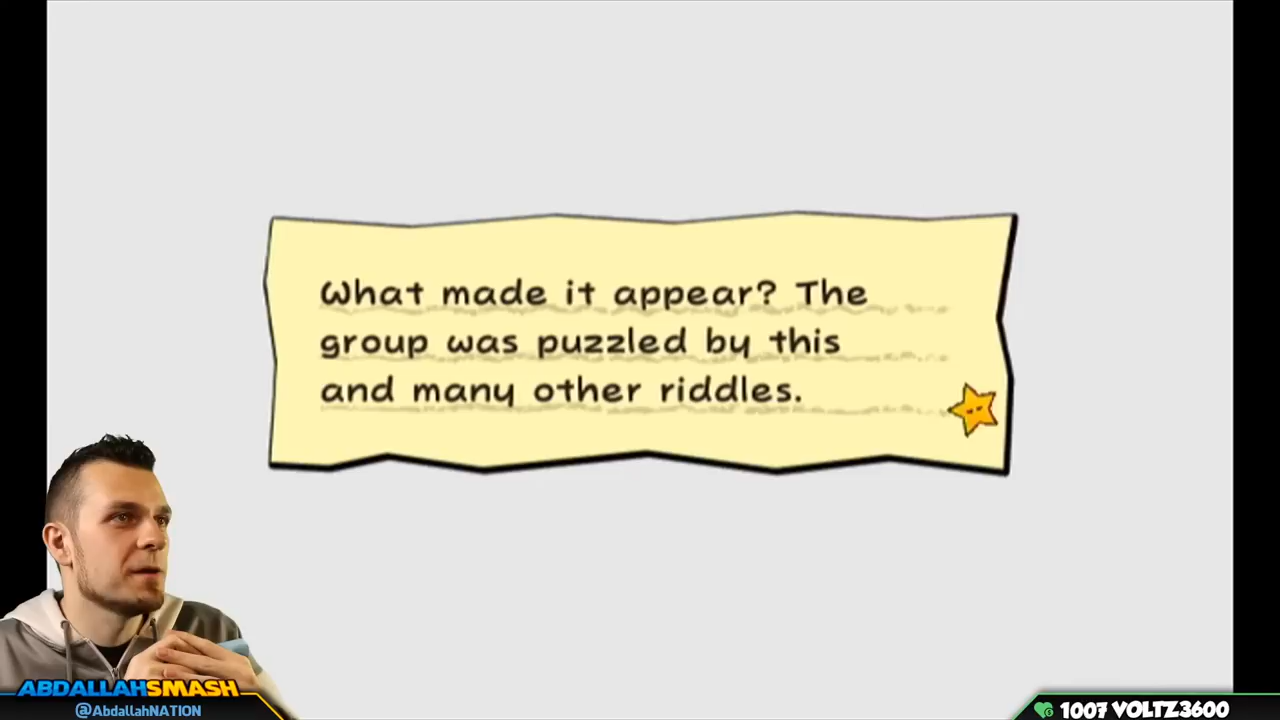 What made it appear? The
group was puzzled by this
and many other riddles.
ABDALLAHSMASH
@AbdallahNATION
1007 VOLTZ3600